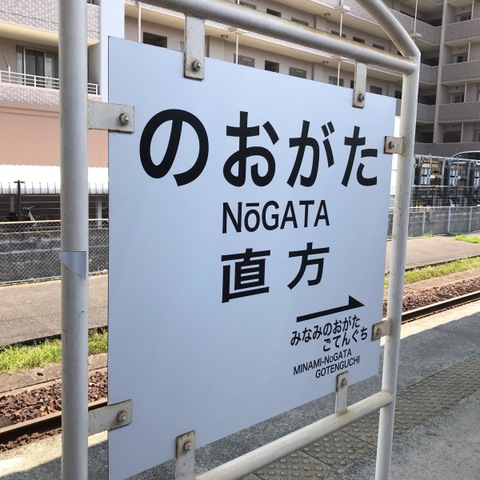 のおがた
NōGATA
直方
みなみのおがた
ごてんぐち
MINAMI-NōGATA
GOTENGUCHI